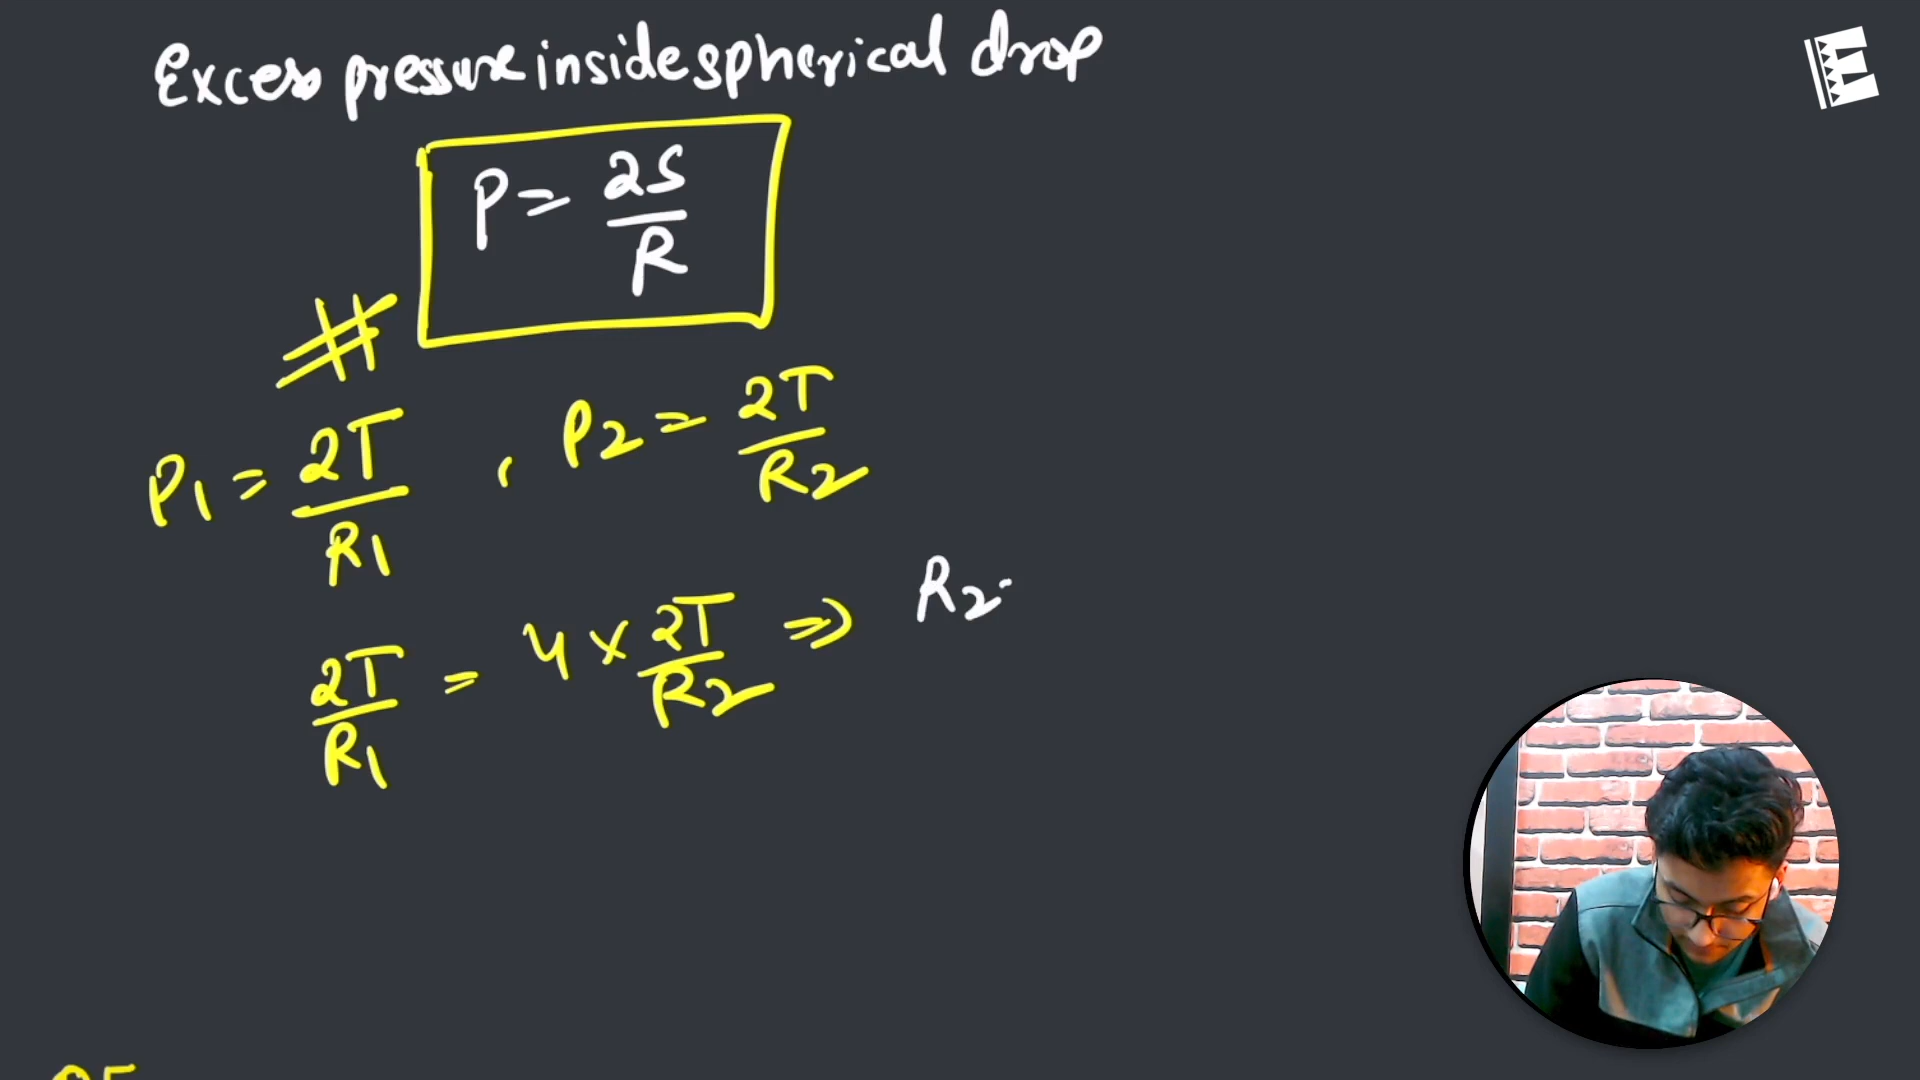 Excess pressure inside spherical drop
P = 2S/R
#
P1 = 2T/R1 , P2 = 2T/R2
2T/R1 = 4 × 2T/R2 ⇒ R2